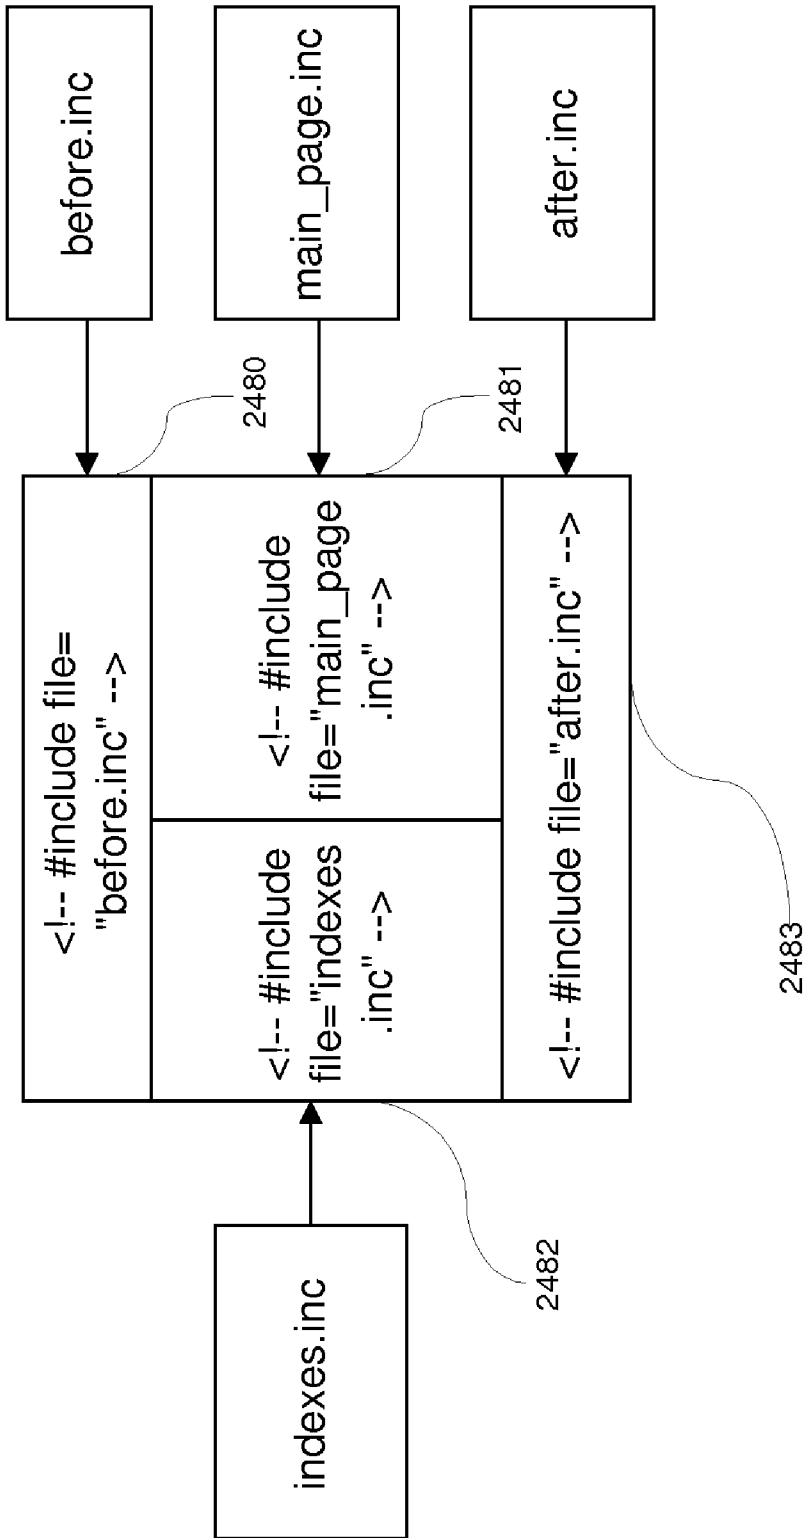 before.inc
main_page.inc
after.inc
2480
2481
<!-- #include file=
"before.inc" -->
<!-- #include
file="indexes
.inc" -->
<!-- #include
file="main_page
.inc" -->
<!-- #include file="after.inc" -->
2483
2482
indexes.inc